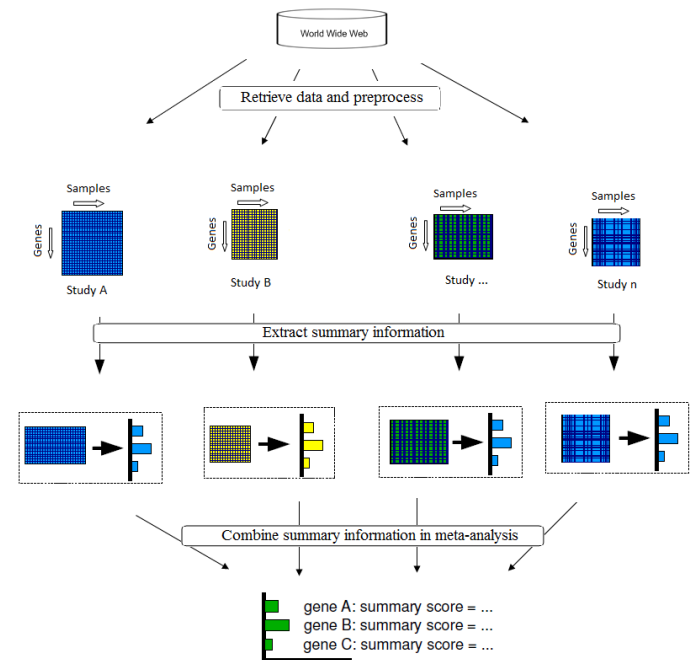 World Wide Web
Retrieve data and preprocess
Samples
Genes
Study A
Samples
Genes
Study B
Samples
Genes
Study ...
Samples
Genes
Study n
Extract summary information
Combine summary information in meta-analysis
gene A: summary score = ...
gene B: summary score = ...
gene C: summary score = ...